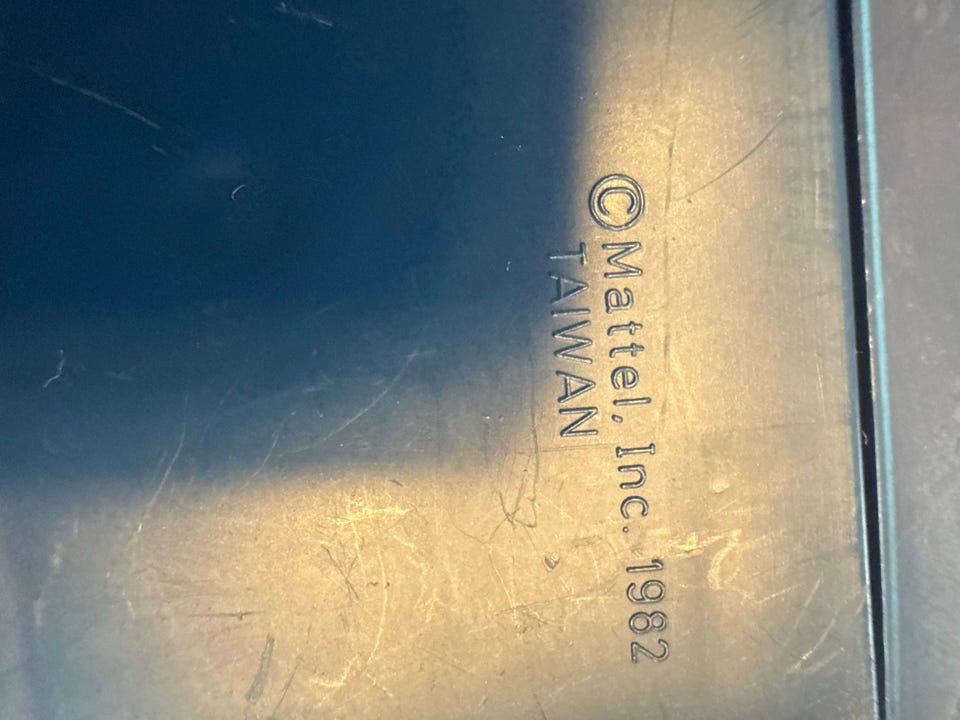 © Mattel, Inc. 1982
TAIWAN